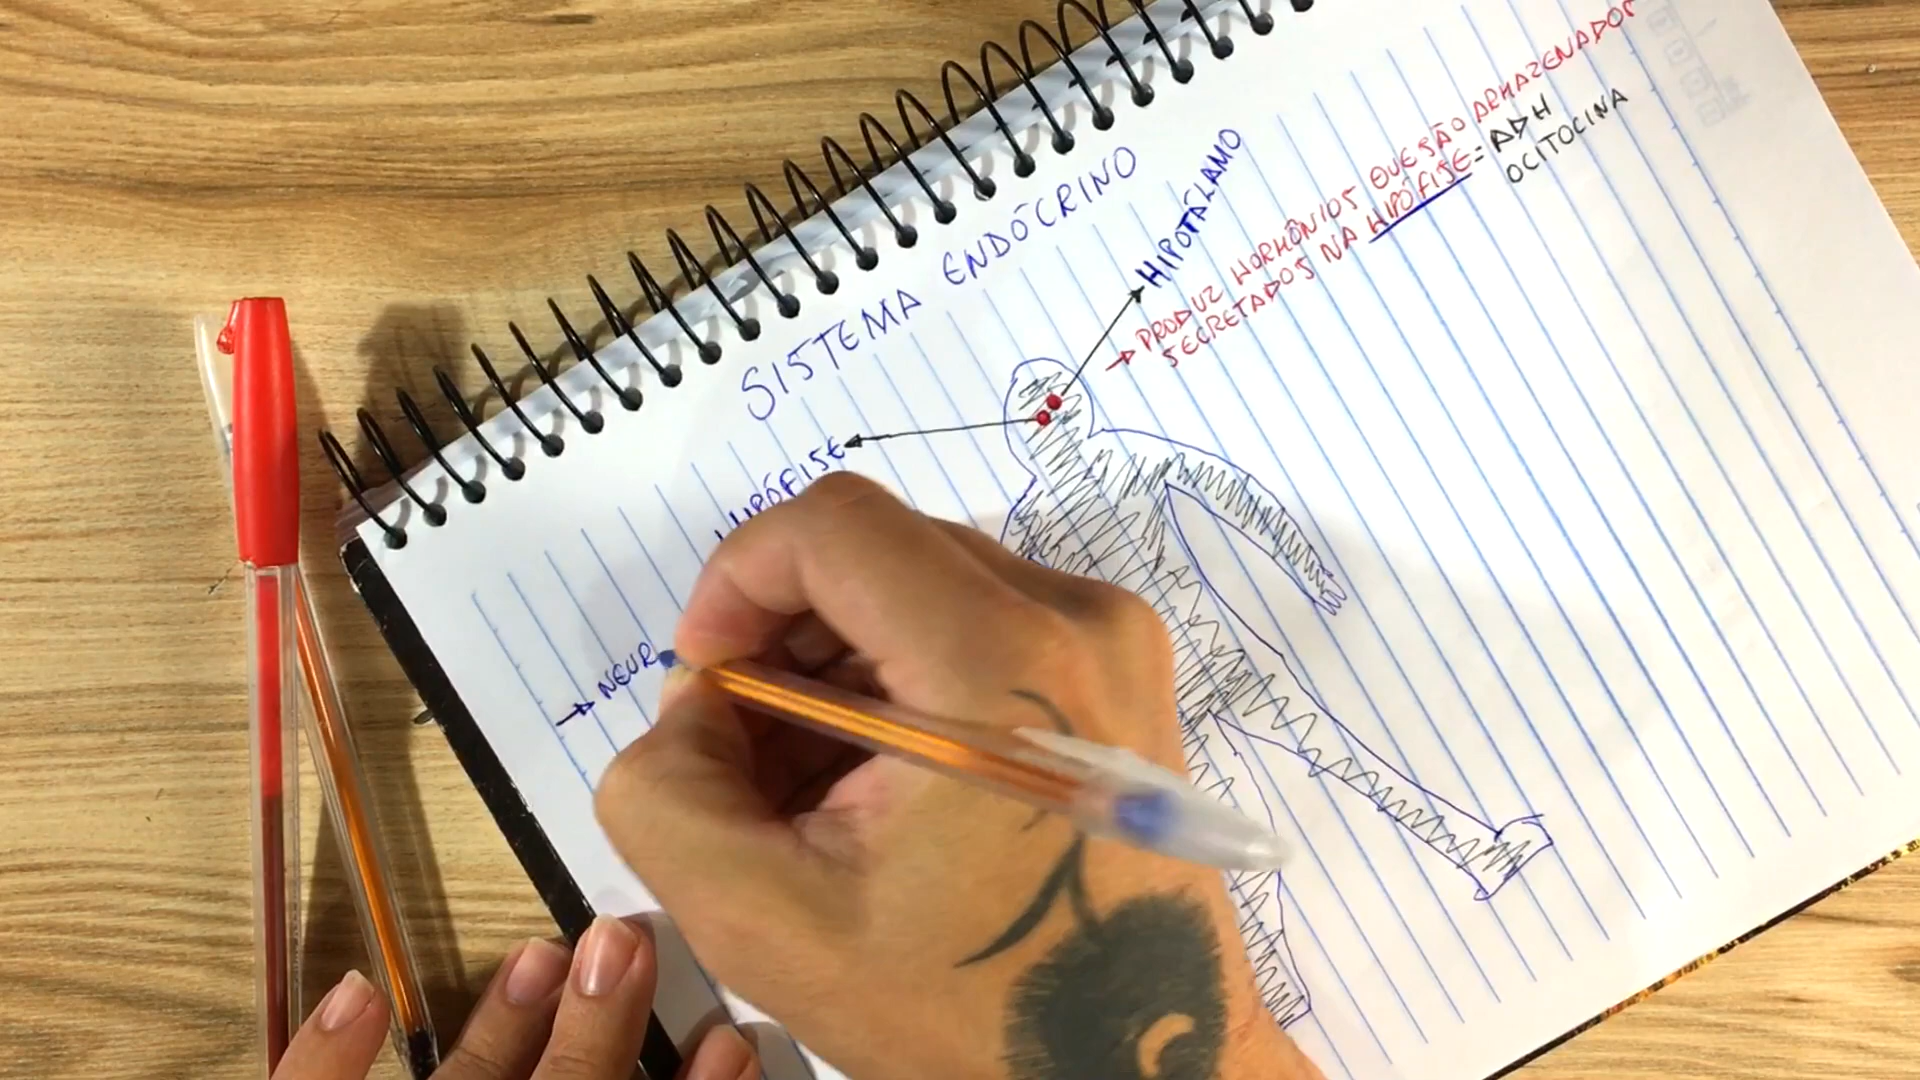 SISTEMA ENDÓCRINO
HIPOTÁLAMO
→ PRODUZ HORMÔNIOS QUE SÃO ARMAZENADOS
SECRETADOS NA HIPÓFISE = ADH
OCITOCINA
HIPÓFISE
→ NEUR